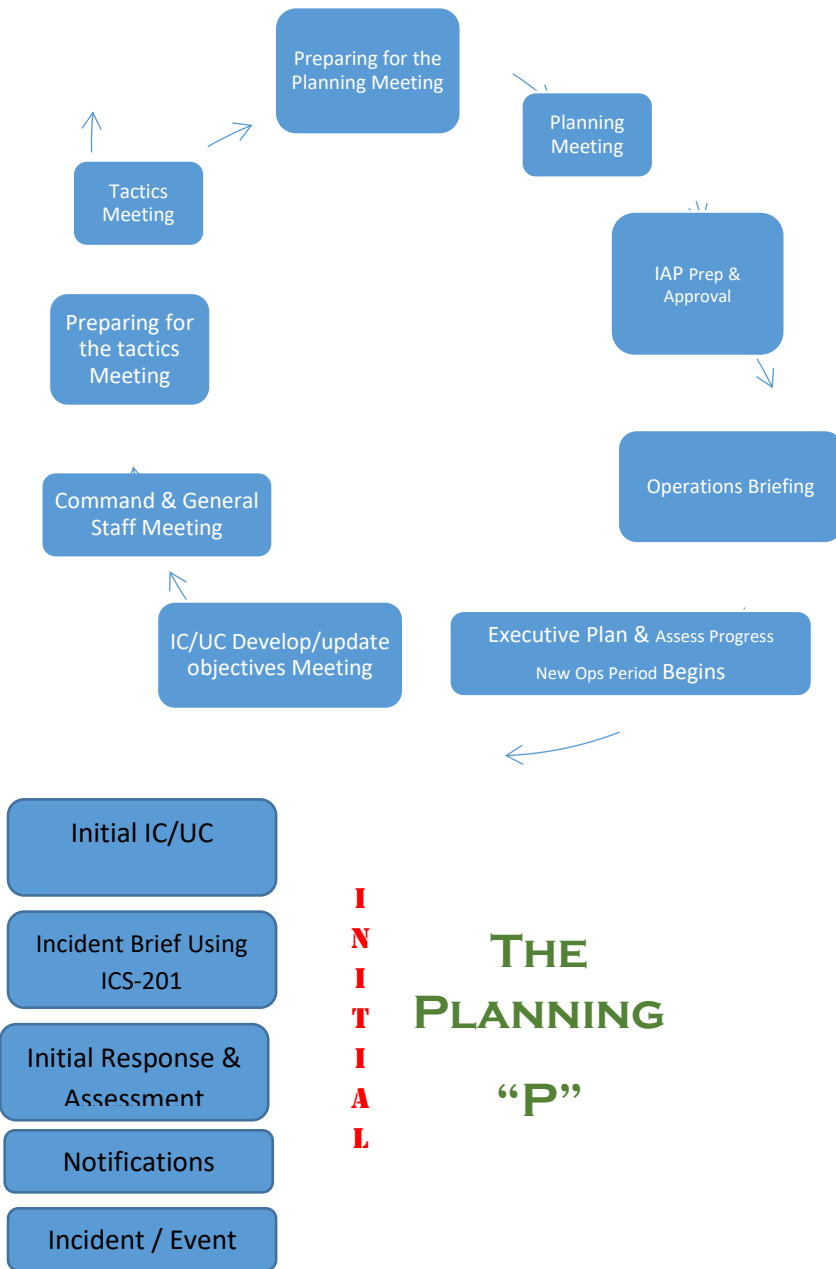 Preparing for the
Planning Meeting
Planning
Meeting
Tactics
Meeting
IAP Prep &
Approval
Preparing for
the tactics
Meeting
Operations Briefing
Command & General
Staff Meeting
IC/UC Develop/update
objectives Meeting
Executive Plan & Assess Progress
New Ops Period Begins
Initial IC/UC
Incident Brief Using
ICS-201
Initial Response &
Assessment
Notifications
Incident / Event
I
N
I
T
I
A
L
The
Planning
“P”